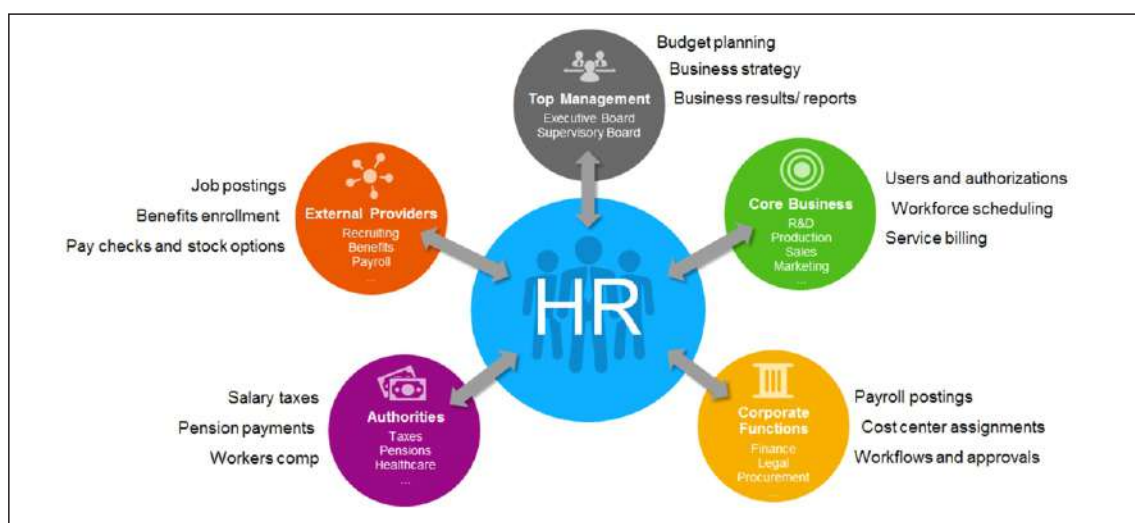 Top Management
Executive Board
Supervisory Board
Budget planning
Business strategy
Business results/ reports
External Providers
Recruiting
Benefits
Payroll
...
Job postings
Benefits enrollment
Pay checks and stock options
Core Business
R&D
Production
Sales
Marketing
...
Users and authorizations
Workforce scheduling
Service billing
HR
Authorities
Taxes
Pensions
Healthcare
...
Salary taxes
Pension payments
Workers comp
Corporate
Functions
Finance
Legal
Procurement
...
Payroll postings
Cost center assignments
Workflows and approvals